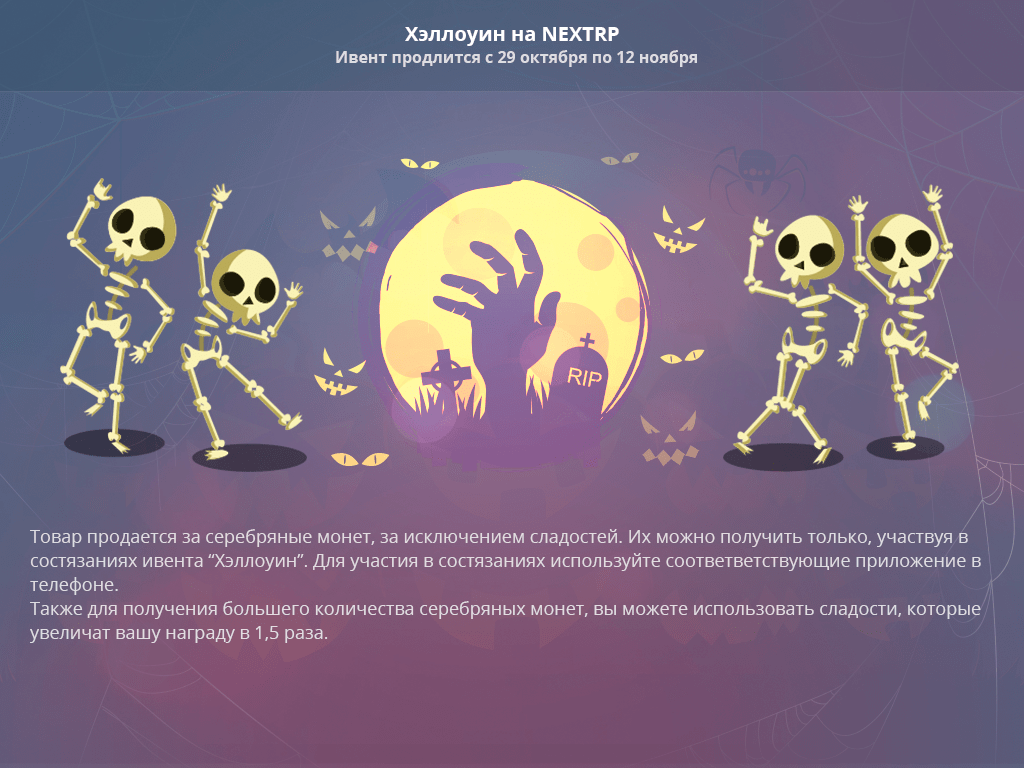 Хэллоуин на NEXTRP
Ивент продлится с 29 октября по 12 ноября
RIP
Товар продается за серебряные монет, за исключением сладостей. Их можно получить только, участвуя в
состязаниях ивента “Хэллоуин”. Для участия в состязаниях используйте соответветствующие приложение в
телефоне.
Также для получения большего количества серебряных монет, вы можете использовать сладости, которые
увеличат вашу награду в 1,5 раза.